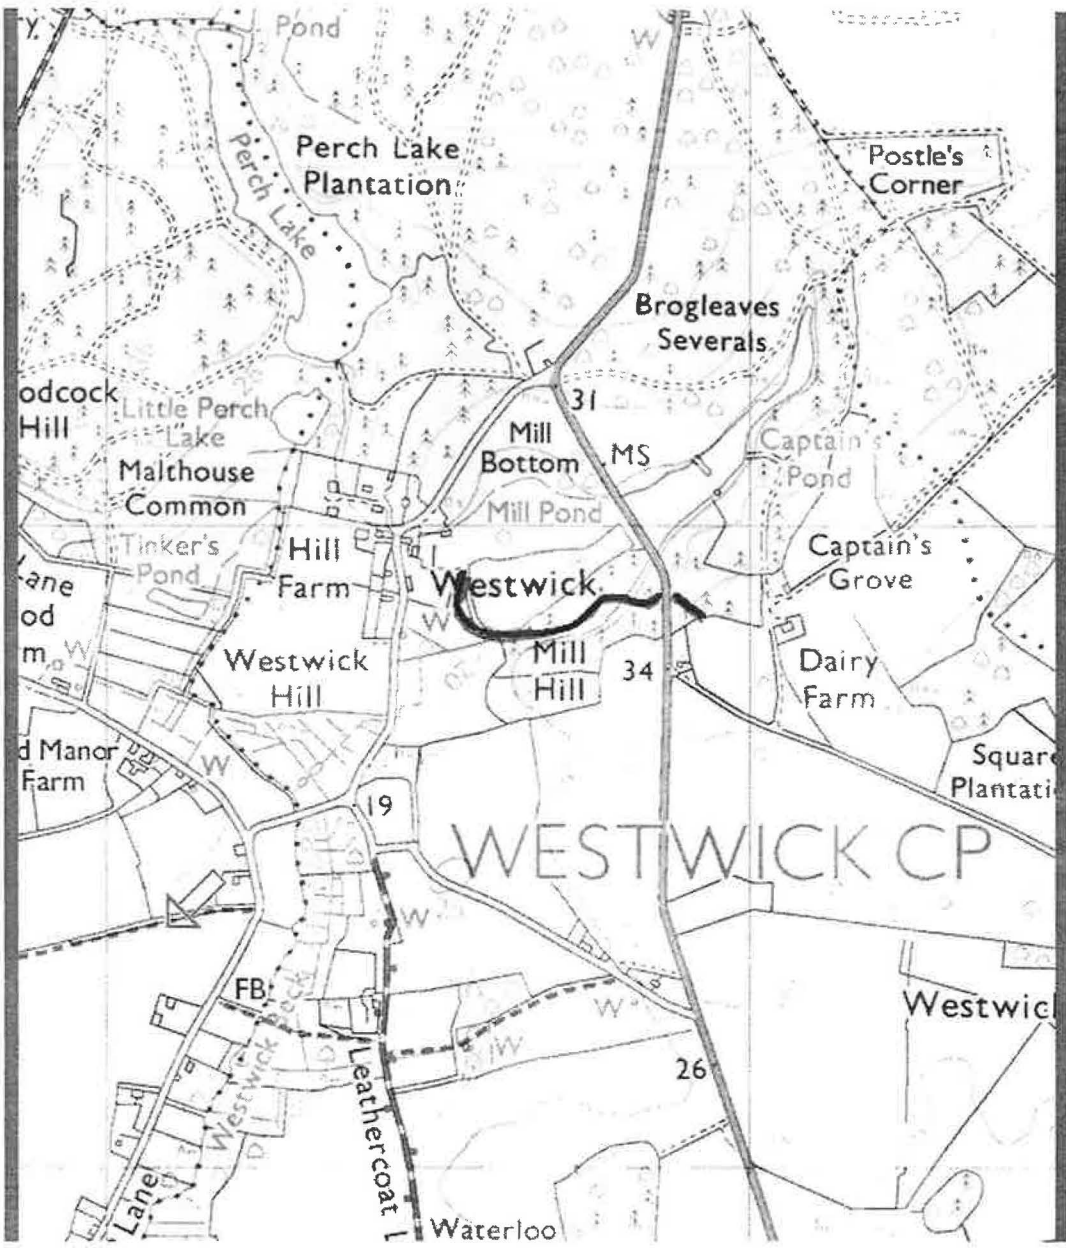 Pond
W
Perch Lake
Plantation
Perch Lake
Postle's
Corner
Brogleaves
Severals
odcock
Hill
Little Perch
Lake
31
Mill
Bottom
MS
Captain's
Pond
Malthouse
Common
Mill Pond
Tinker's
Pond
Hill
Farm
Captain's
Grove
Lane
od
m
W
Westwick
W
Westwick
Hill
Mill
Hill
34
Dairy
Farm
d Manor
Farm
W
Square
Plantati
19
WESTWICK CP
W
FB
W
Westwick
W
Westwick Beck
26
Leathercoat L
D
D
D
Lane
Waterloo